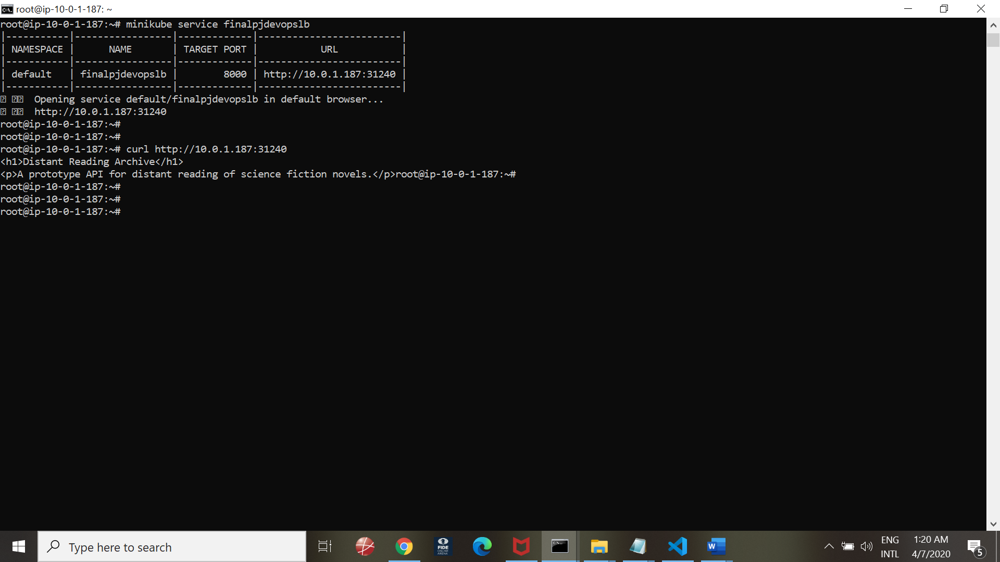 root@ip-10-0-1-187: ~
root@ip-10-0-1-187:~# minikube service finalpjdevopslb
|-----------|-----------------|-------------|-------------------------|
| NAMESPACE |      NAME       | TARGET PORT |           URL           |
|-----------|-----------------|-------------|-------------------------|
| default   | finalpjdevopslb |        8000 | http://10.0.1.187:31240 |
|-----------|-----------------|-------------|-------------------------|
Opening service default/finalpjdevopslb in default browser...
http://10.0.1.187:31240
root@ip-10-0-1-187:~#
root@ip-10-0-1-187:~#
root@ip-10-0-1-187:~# curl http://10.0.1.187:31240
<h1>Distant Reading Archive</h1>
<p>A prototype API for distant reading of science fiction novels.</p>root@ip-10-0-1-187:~#
root@ip-10-0-1-187:~#
root@ip-10-0-1-187:~#
root@ip-10-0-1-187:~#
Type here to search
FIDE
ONLINE
ARENA
W
ENG
INTL
1:20 AM
4/7/2020
5